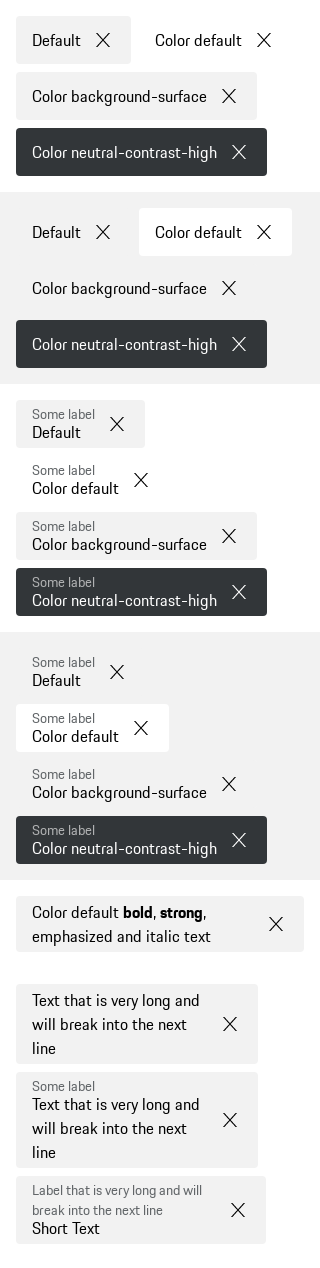 Default
Color default
Color background-surface
Color neutral-contrast-high
Default
Color default
Color background-surface
Color neutral-contrast-high
Some label
Default
Some label
Color default
Some label
Color background-surface
Some label
Color neutral-contrast-high
Some label
Default
Some label
Color default
Some label
Color background-surface
Some label
Color neutral-contrast-high
Color default bold, strong,
emphasized and italic text
Text that is very long and
will break into the next
line
Some label
Text that is very long and
will break into the next
line
Label that is very long and will
break into the next line
Short Text